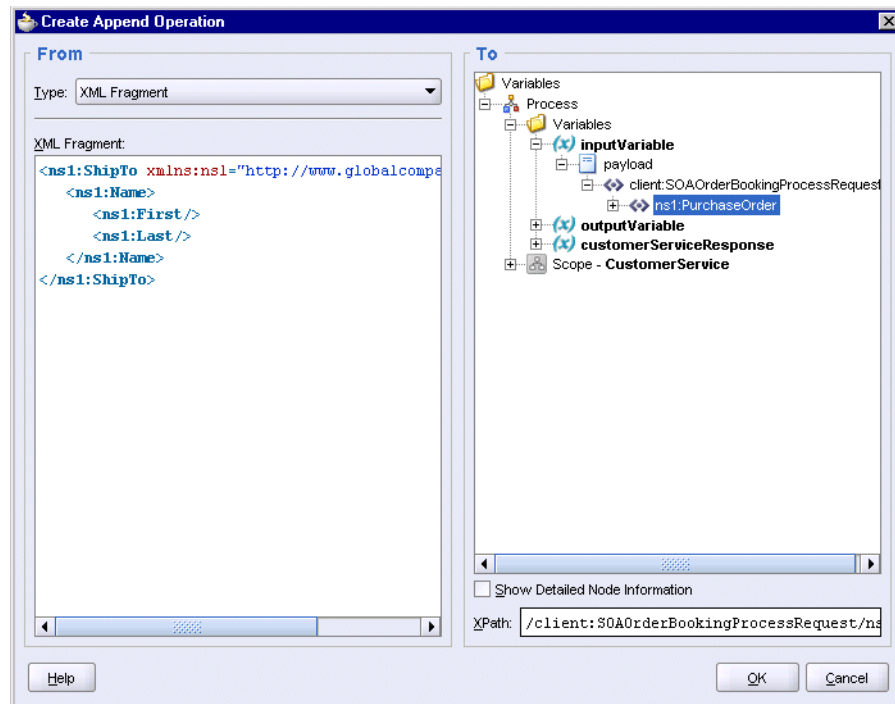 Create Append Operation
From
Type: XML Fragment
XML Fragment:
<ns1:ShipTo xmlns:ns1="http://www.globalcompa
<ns1:Name>
<ns1:First/>
<ns1:Last/>
</ns1:Name>
</ns1:ShipTo>
To
Variables
Process
Variables
(x) inputVariable
payload
client:SOAOrderBookingProcessRequest
ns1:PurchaseOrder
(x) outputVariable
(x) customerServiceResponse
Scope - CustomerService
Show Detailed Node Information
XPath: /client:SOAOrderBookingProcessRequest/ns
Help
OK
Cancel